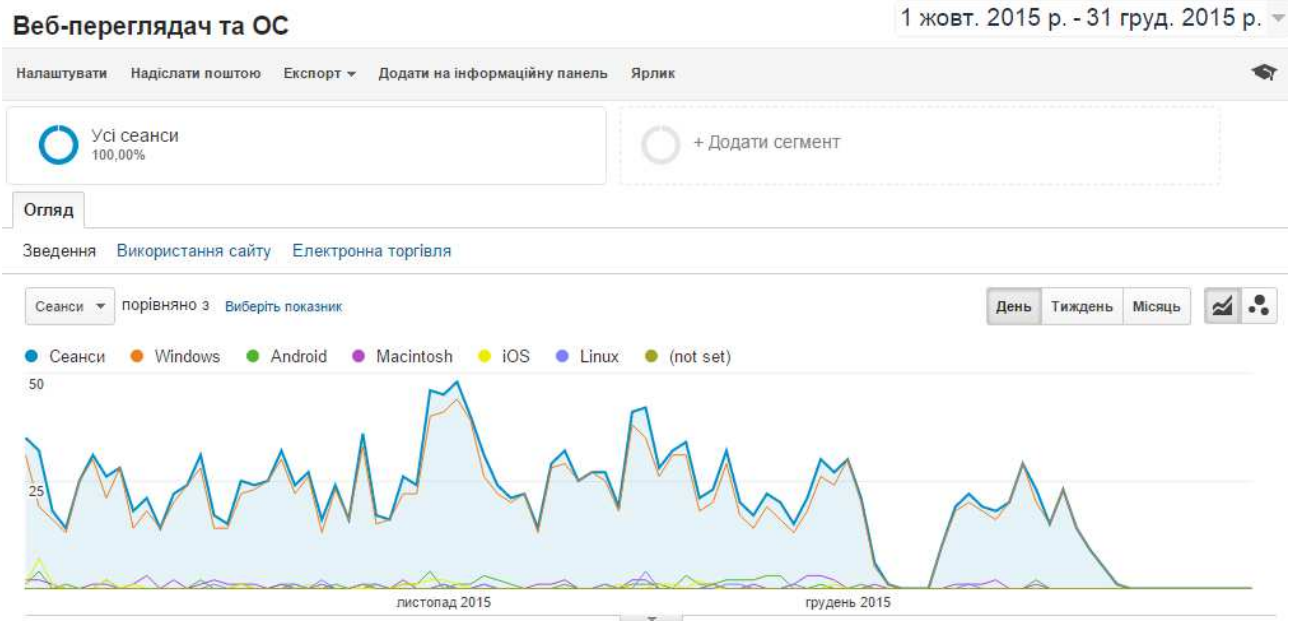 Веб-переглядач та ОС
1 жовт. 2015 р. - 31 груд. 2015 р.
Налаштувати Надіслати поштою Експорт Додати на інформаційну панель Ярлик
Усі сеанси
100,00%
+ Додати сегмент
Огляд
Зведення Використання сайту Електронна торгівля
Сеанси порівняно з Виберіть показник День Тиждень Місяць
Сеанси Windows Android Macintosh iOS Linux (not set)
50
25
листопад 2015 грудень 2015